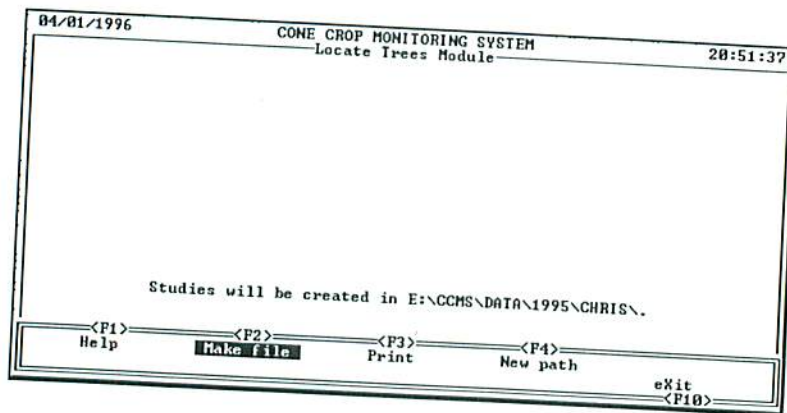 04/01/1996 CONE CROP MONITORING SYSTEM 20:51:37
Locate Trees Module
Studies will be created in E:\CCMS\DATA\1995\CHRIS\.
<F1> <F2> <F3> <F4>
Help Make file Print New path eXit
<F10>